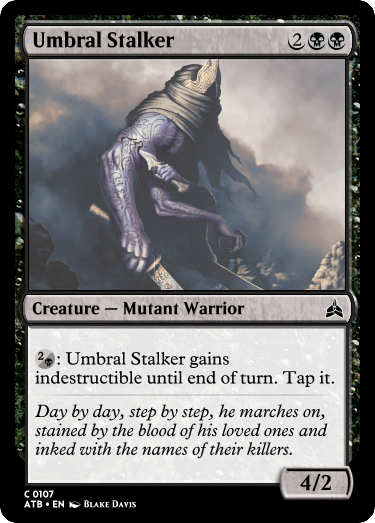 Umbral Stalker 2
Creature — Mutant Warrior
2: Umbral Stalker gains
indestructible until end of turn. Tap it.
Day by day, step by step, he marches on,
stained by the blood of his loved ones and
inked with the names of their killers.
4/2
C 0107
ATB • EN Blake Davis